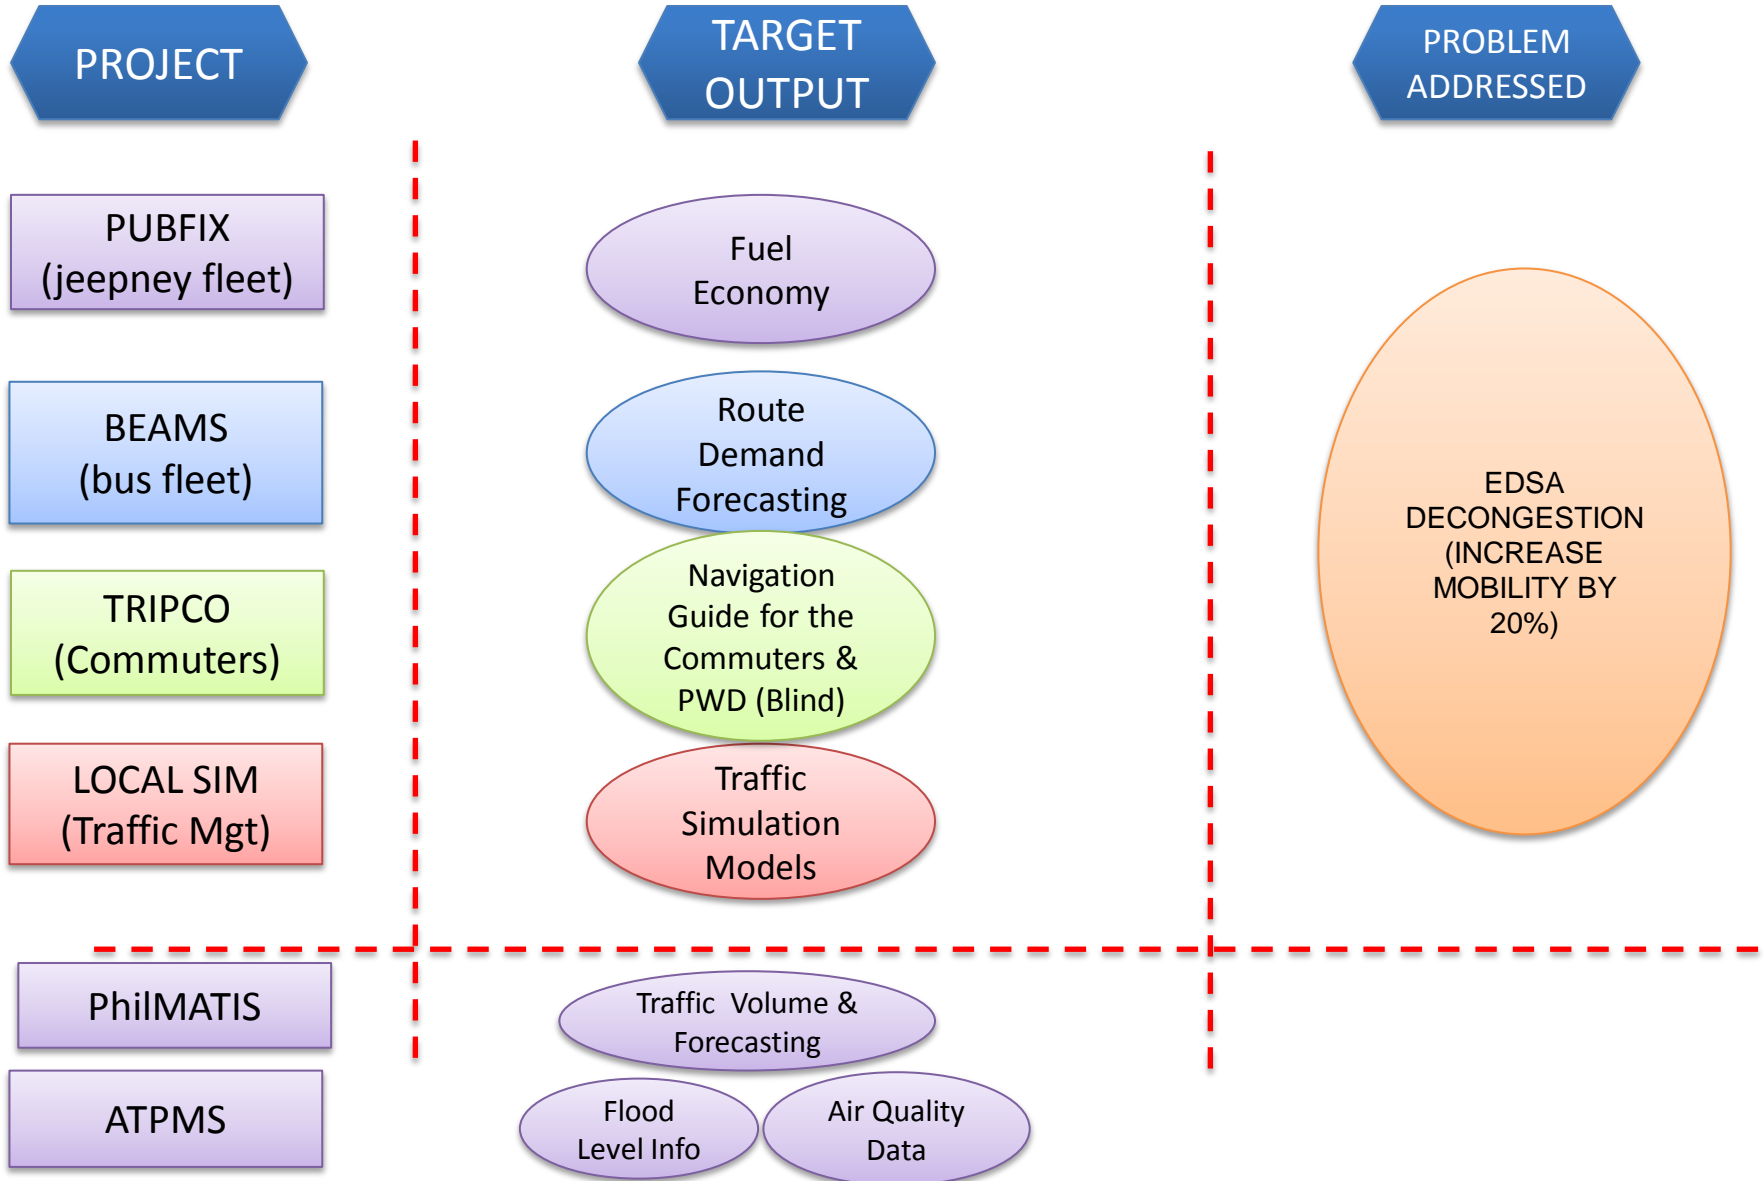 PROJECT
TARGET
OUTPUT
PROBLEM
ADDRESSED
PUBFIX
(jeepney fleet)
Fuel
Economy
BEAMS
(bus fleet)
Route
Demand
Forecasting
TRIPCO
(Commuters)
Navigation
Guide for the
Commuters &
PWD (Blind)
LOCAL SIM
(Traffic Mgt)
Traffic
Simulation
Models
EDSA
DECONGESTION
(INCREASE
MOBILITY BY
20%)
PhilMATIS
Traffic Volume &
Forecasting
ATPMS
Flood
Level Info
Air Quality
Data